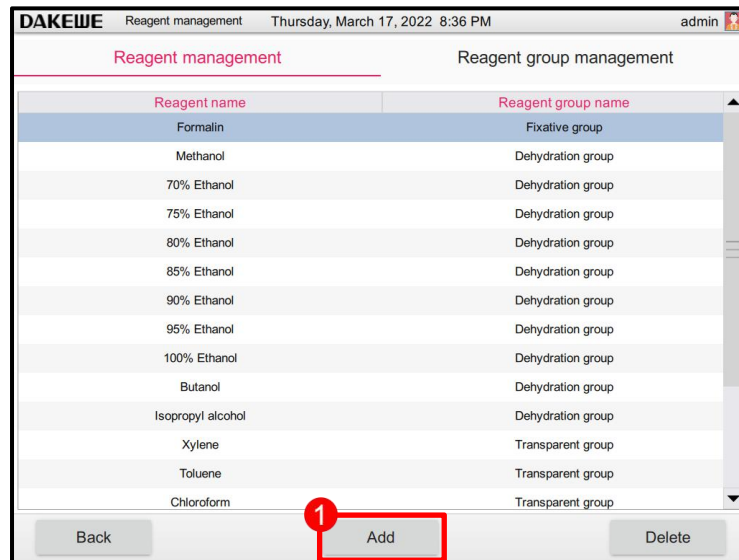 DAKEWE Reagent management Thursday, March 17, 2022 8:36 PM admin
Reagent management Reagent group management
Reagent name Reagent group name
Formalin Fixative group
Methanol Dehydration group
70% Ethanol Dehydration group
75% Ethanol Dehydration group
80% Ethanol Dehydration group
85% Ethanol Dehydration group
90% Ethanol Dehydration group
95% Ethanol Dehydration group
100% Ethanol Dehydration group
Butanol Dehydration group
Isopropyl alcohol Dehydration group
Xylene Transparent group
Toluene Transparent group
Chloroform Transparent group
1
Back Add Delete